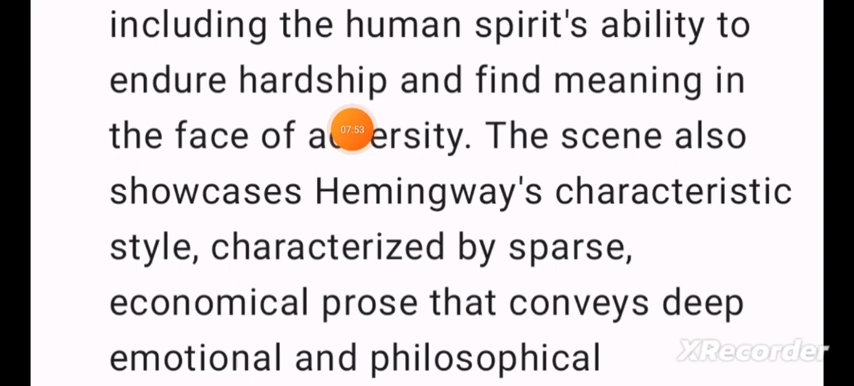 including the human spirit's ability to
endure hardship and find meaning in
the face of adversity. The scene also
07:53
showcases Hemingway's characteristic
style, characterized by sparse,
economical prose that conveys deep
emotional and philosophical
XRecorder